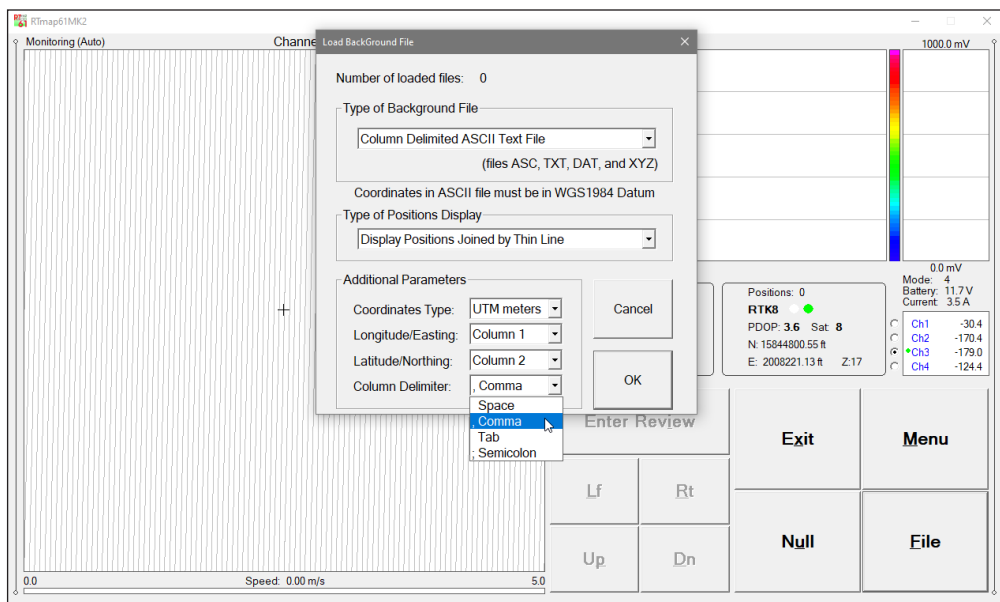 RTmap61MK2
Monitoring (Auto)
Channe
1000.0 mV
Load BackGround File
Number of loaded files: 0
Type of Background File
Column Delimited ASCII Text File
(files ASC, TXT, DAT, and XYZ)
Coordinates in ASCII file must be in WGS1984 Datum
Type of Positions Display
Display Positions Joined by Thin Line
Additional Parameters
Coordinates Type: UTM meters
Longitude/Easting: Column 1
Latitude/Northing: Column 2
Column Delimiter: , Comma
Space
, Comma
Tab
; Semicolon
Cancel
OK
0.0 mV
Mode: 4
Battery: 11.7 V
Current: 3.5 A
Positions: 0
RTK8
PDOP: 3.6 Sat: 8
N: 15844800.55 ft
E: 2008221.13 ft Z:17
Ch1 -30.4
Ch2 -170.4
Ch3 -179.0
Ch4 -124.4
Enter Review
Exit
Menu
Lf
Rt
Null
File
Up
Dn
0.0
Speed: 0.00 m/s
5.0